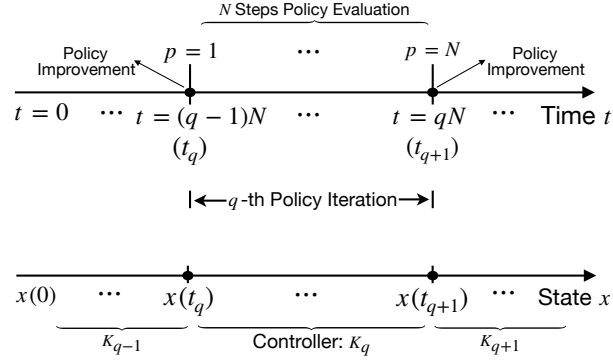 N Steps Policy Evaluation
Policy Improvement
p = 1
⋯
p = N
Policy Improvement
t = 0 ⋯ t = (q − 1)N ⋯ t = qN ⋯ Time t
(t_q) (t_{q+1})
q-th Policy Iteration
x(0) ⋯ x(t_q) ⋯ x(t_{q+1}) ⋯ State x
K_{q−1} Controller: K_q K_{q+1}